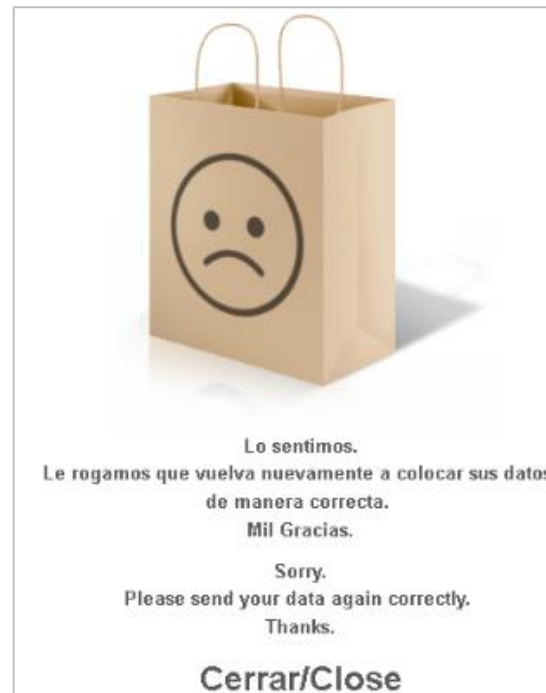 Lo sentimos.
Le rogamos que vuelva nuevamente a colocar sus datos
de manera correcta.
Mil Gracias.
Sorry.
Please send your data again correctly.
Thanks.
Cerrar/Close